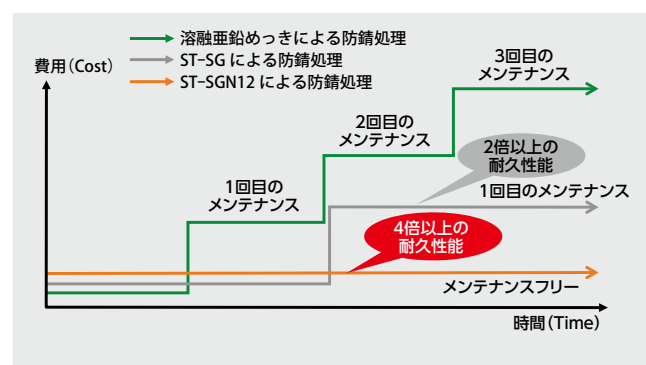 溶融亜鉛めっきによる防錆処理
ST-SG による防錆処理
ST-SGN12 による防錆処理
費用(Cost)
3回目の
メンテナンス
2回目の
メンテナンス
2倍以上の
耐久性能
1回目の
メンテナンス
1回目のメンテナンス
4倍以上の
耐久性能
メンテナンスフリー
時間(Time)